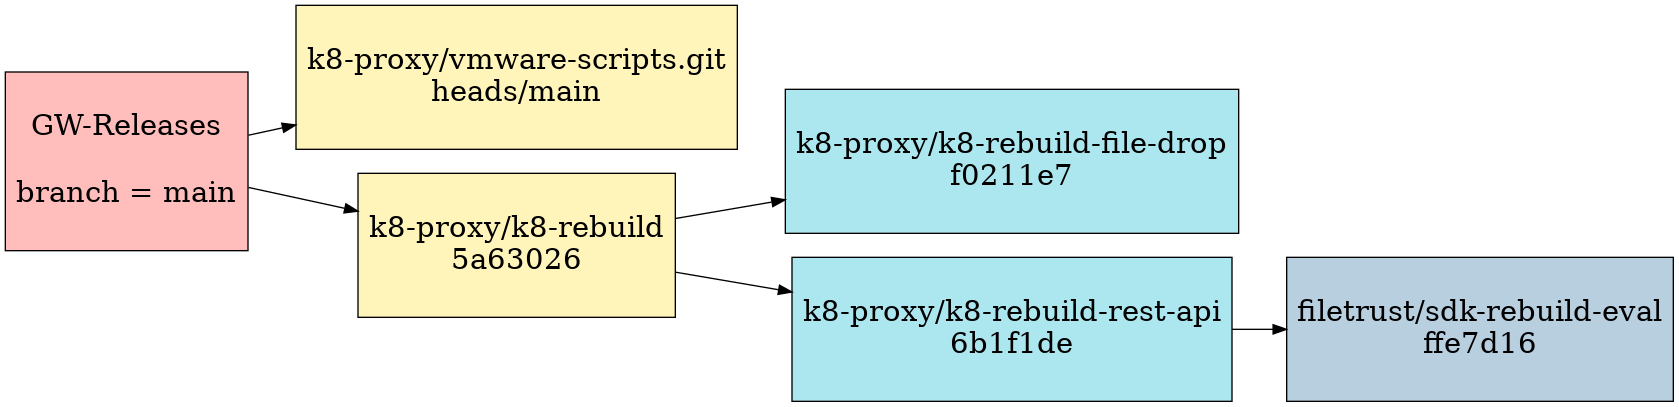 GW-Releases
branch = main
k8-proxy/vmware-scripts.git
heads/main
k8-proxy/k8-rebuild
5a63026
k8-proxy/k8-rebuild-file-drop
f0211e7
k8-proxy/k8-rebuild-rest-api
6b1f1de
filetrust/sdk-rebuild-eval
ffe7d16